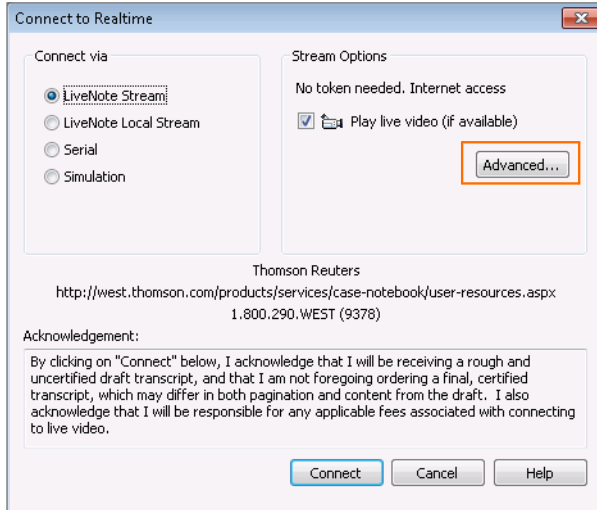 Connect to Realtime
Connect via
LiveNote Stream
LiveNote Local Stream
Serial
Simulation
Stream Options
No token needed. Internet access
Play live video (if available)
Advanced...
Thomson Reuters
http://west.thomson.com/products/services/case-notebook/user-resources.aspx
1.800.290.WEST (9378)
Acknowledgement:
By clicking on "Connect" below, I acknowledge that I will be receiving a rough and
uncertified draft transcript, and that I am not foregoing ordering a final, certified
transcript, which may differ in both pagination and content from the draft.  I also
acknowledge that I will be responsible for any applicable fees associated with connecting
to live video.
Connect
Cancel
Help